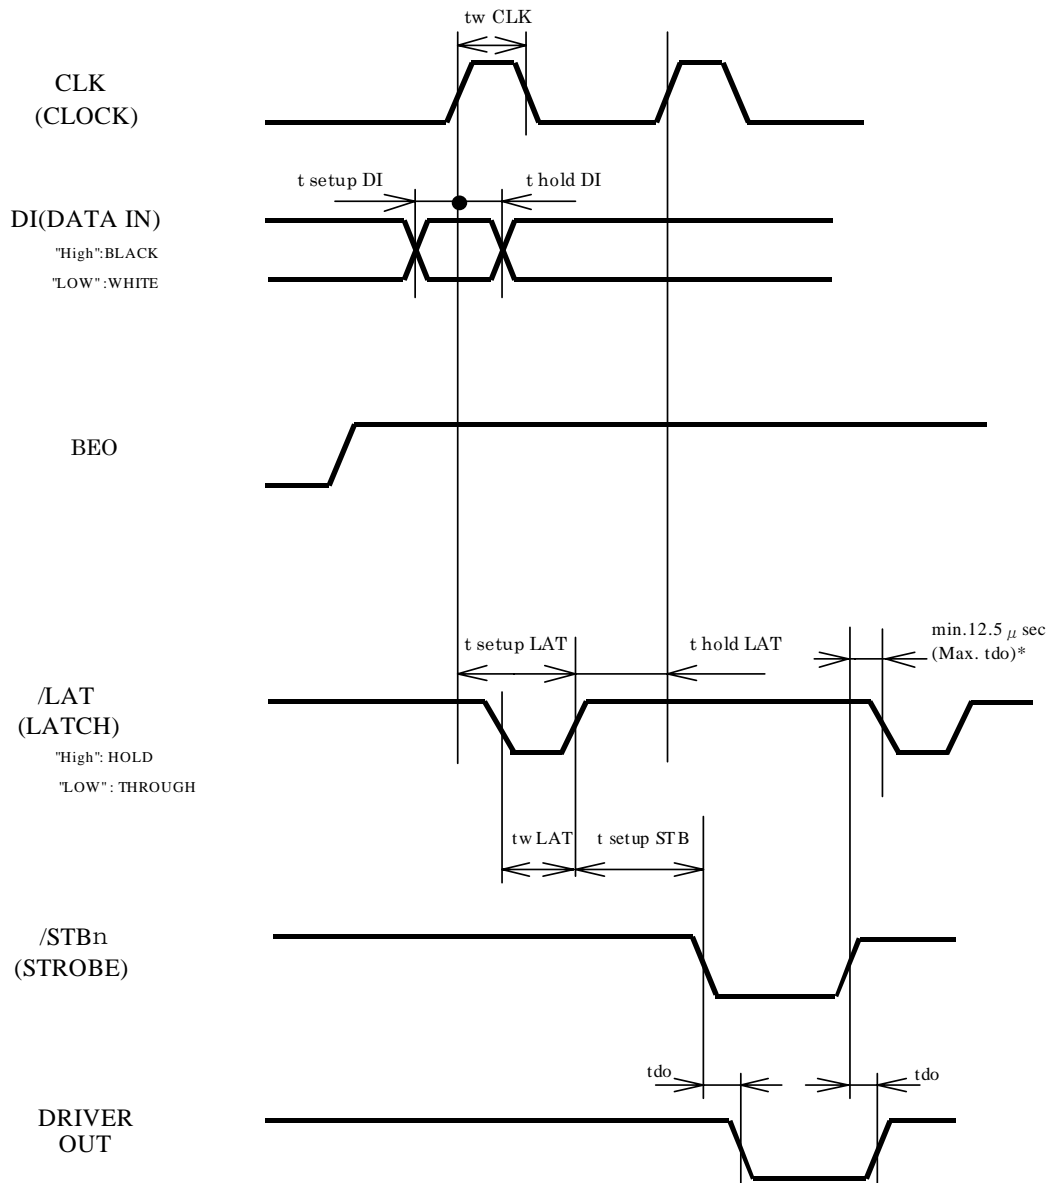 tw CLK
CLK
(CLOCK)
t setup DI
t hold DI
DI(DATA IN)
"High":BLACK
"LOW":WHITE
BEO
t setup LAT
t hold LAT
min.12.5 μ sec
(Max. tdo)*
/LAT
(LATCH)
"High": HOLD
"LOW": THROUGH
tw LAT
t setup STB
/STBn
(STROBE)
tdo
tdo
DRIVER
OUT